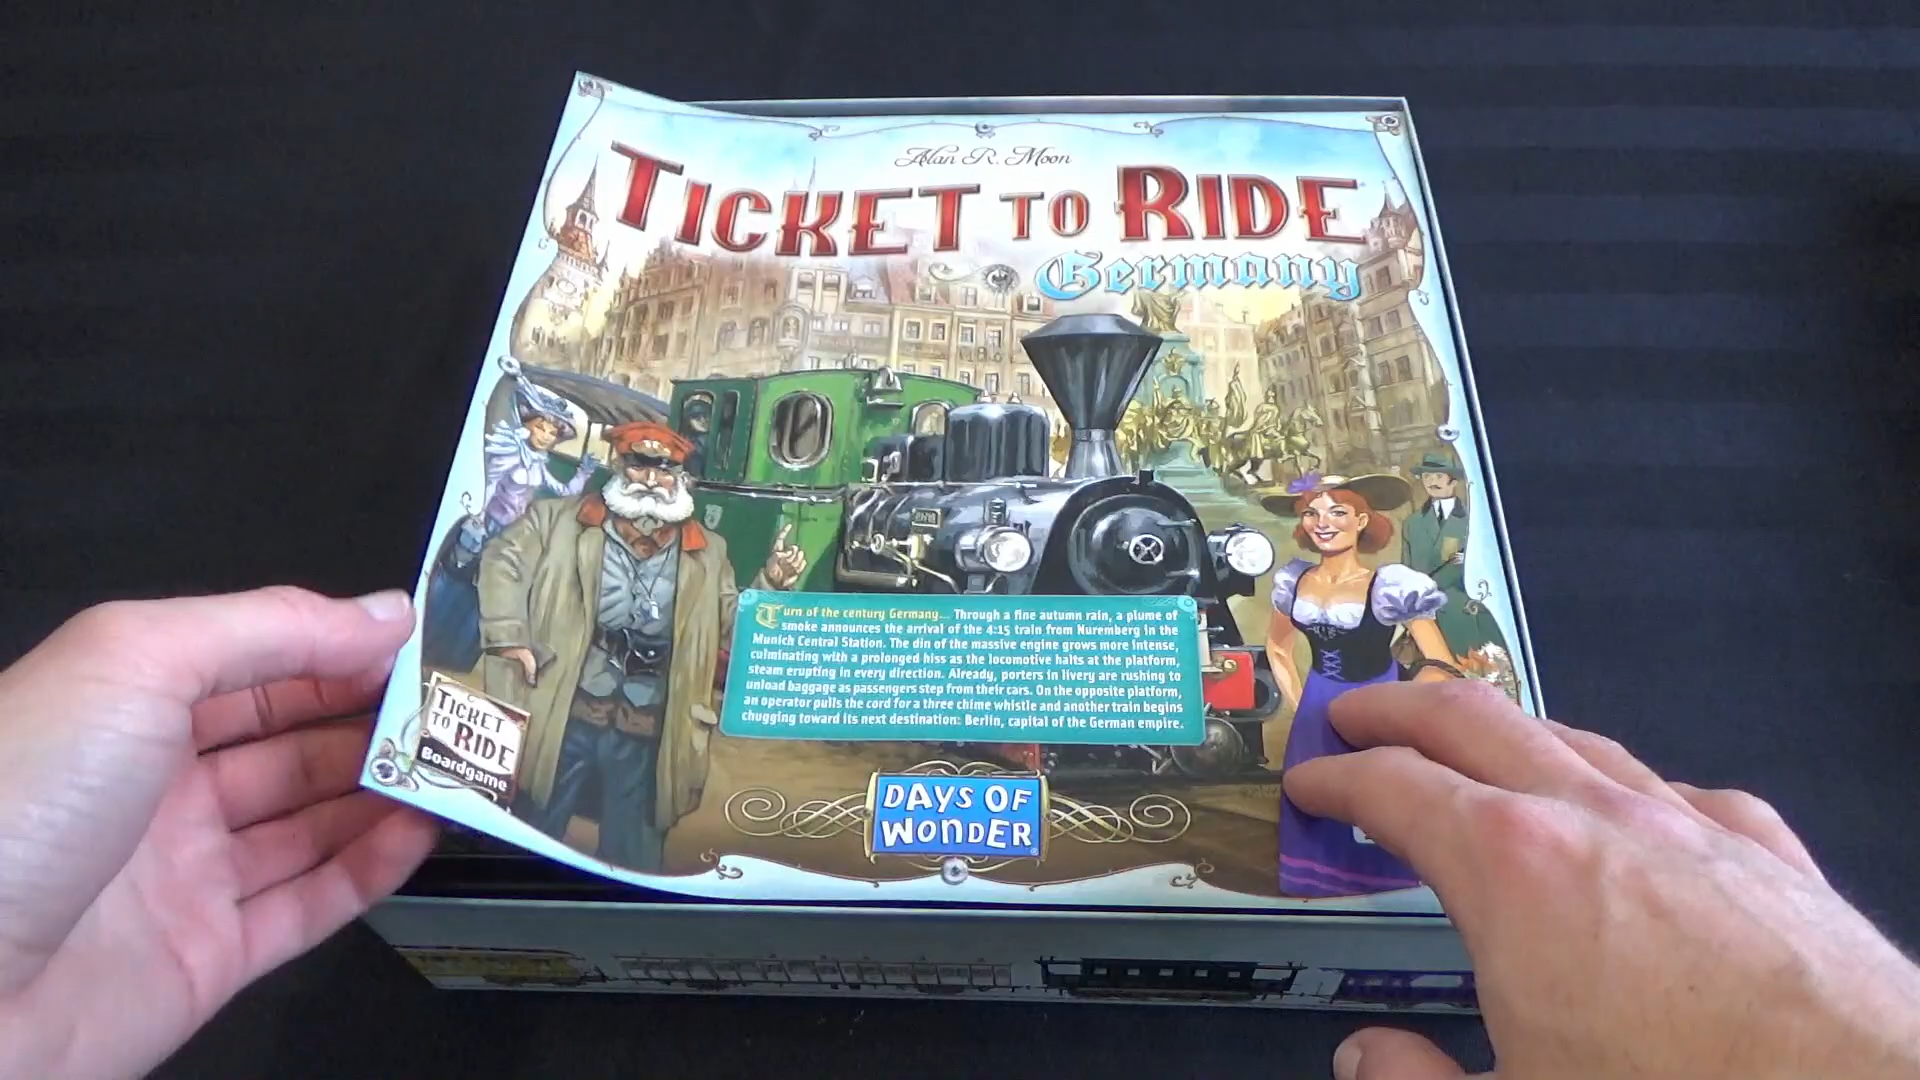 Alan R. Moon
TICKET TO RIDE
Germany
Turn of the century Germany... Through a fine autumn rain, a plume of
smoke announces the arrival of the 4:15 train from Nuremberg in the
Munich Central Station. The din of the massive engine grows more intense,
culminating with a prolonged hiss as the locomotive halts at the platform,
steam erupting in every direction. Already, porters in livery are rushing to
unload baggage as passengers step from their cars. On the opposite platform,
an operator pulls the cord for a three chime whistle and another train begins
chugging toward its next destination: Berlin, capital of the German empire.
TICKET
TO RIDE
Boardgame
DAYS OF
WONDER